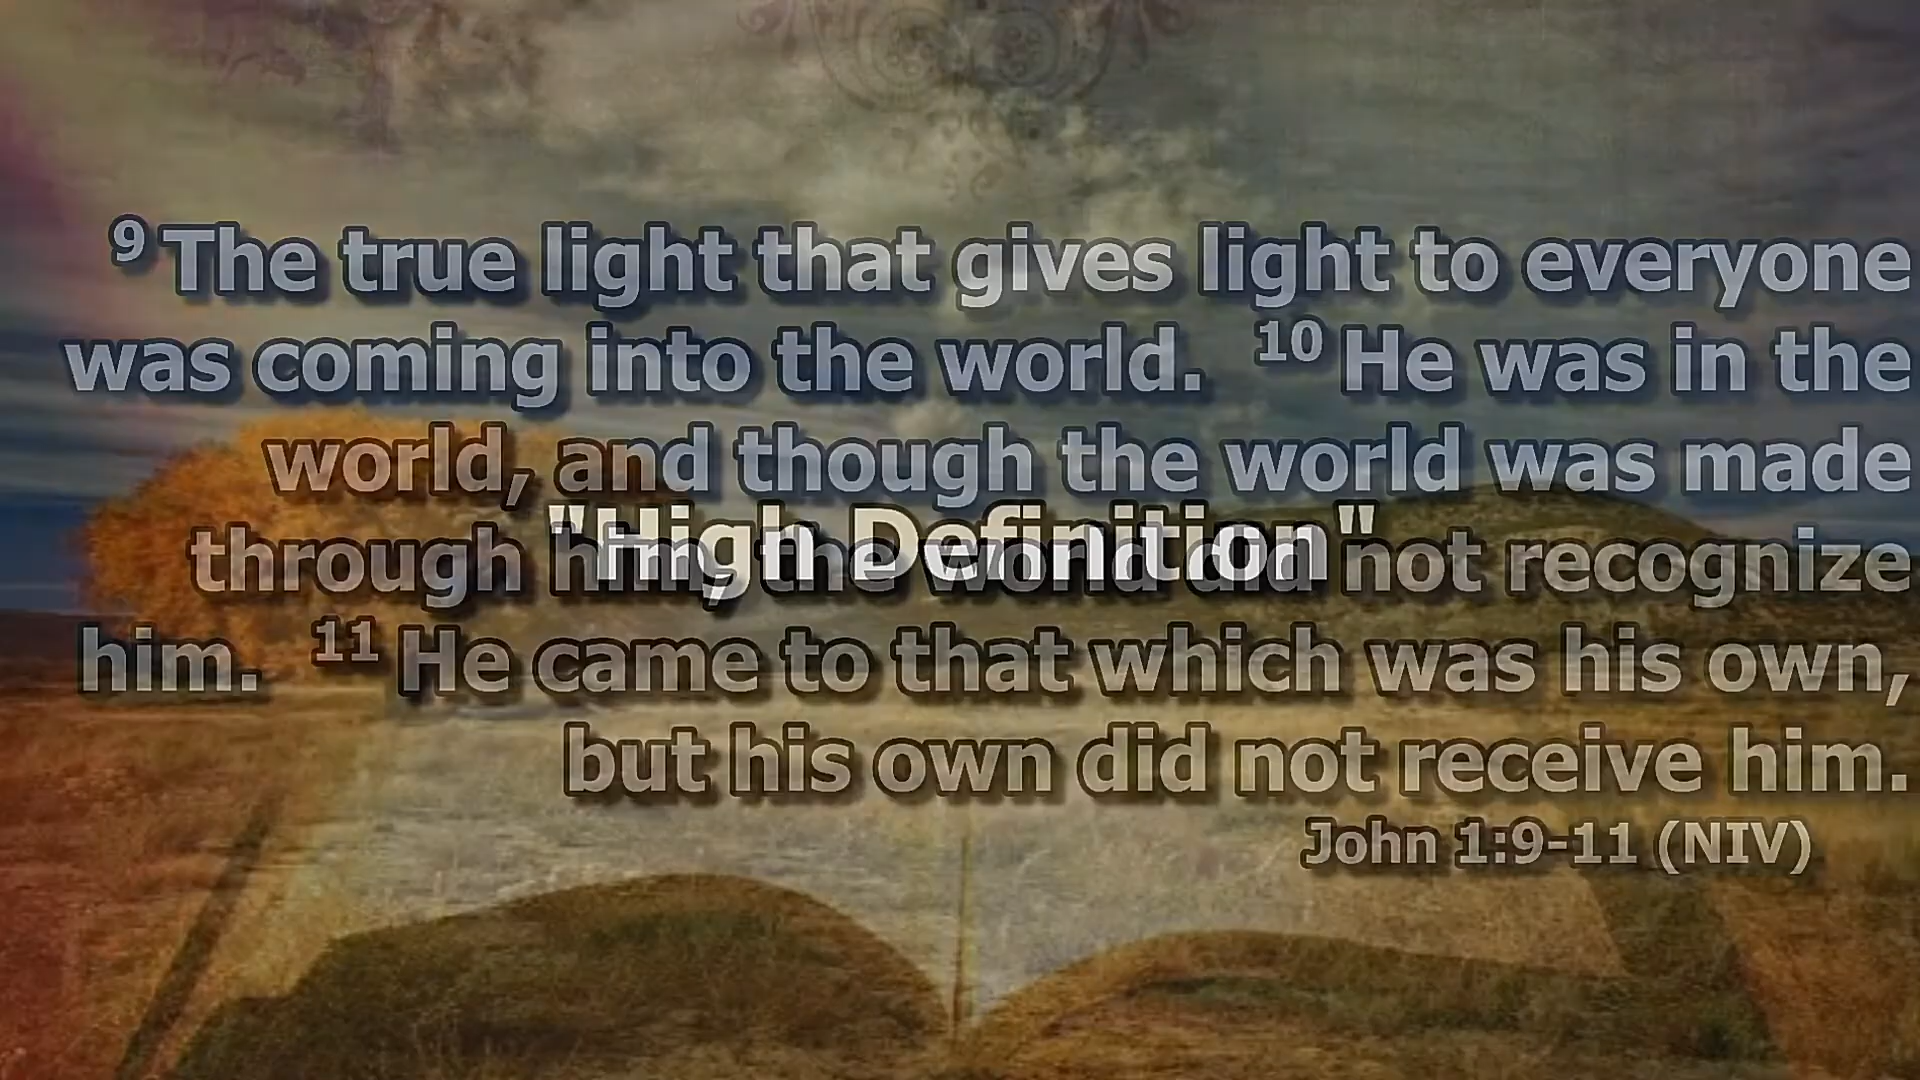 ⁹ The true light that gives light to everyone
was coming into the world. ¹⁰ He was in the
world, and though the world was made
"High Definition"
through him, the world did not recognize
him. ¹¹ He came to that which was his own,
but his own did not receive him.
John 1:9-11 (NIV)